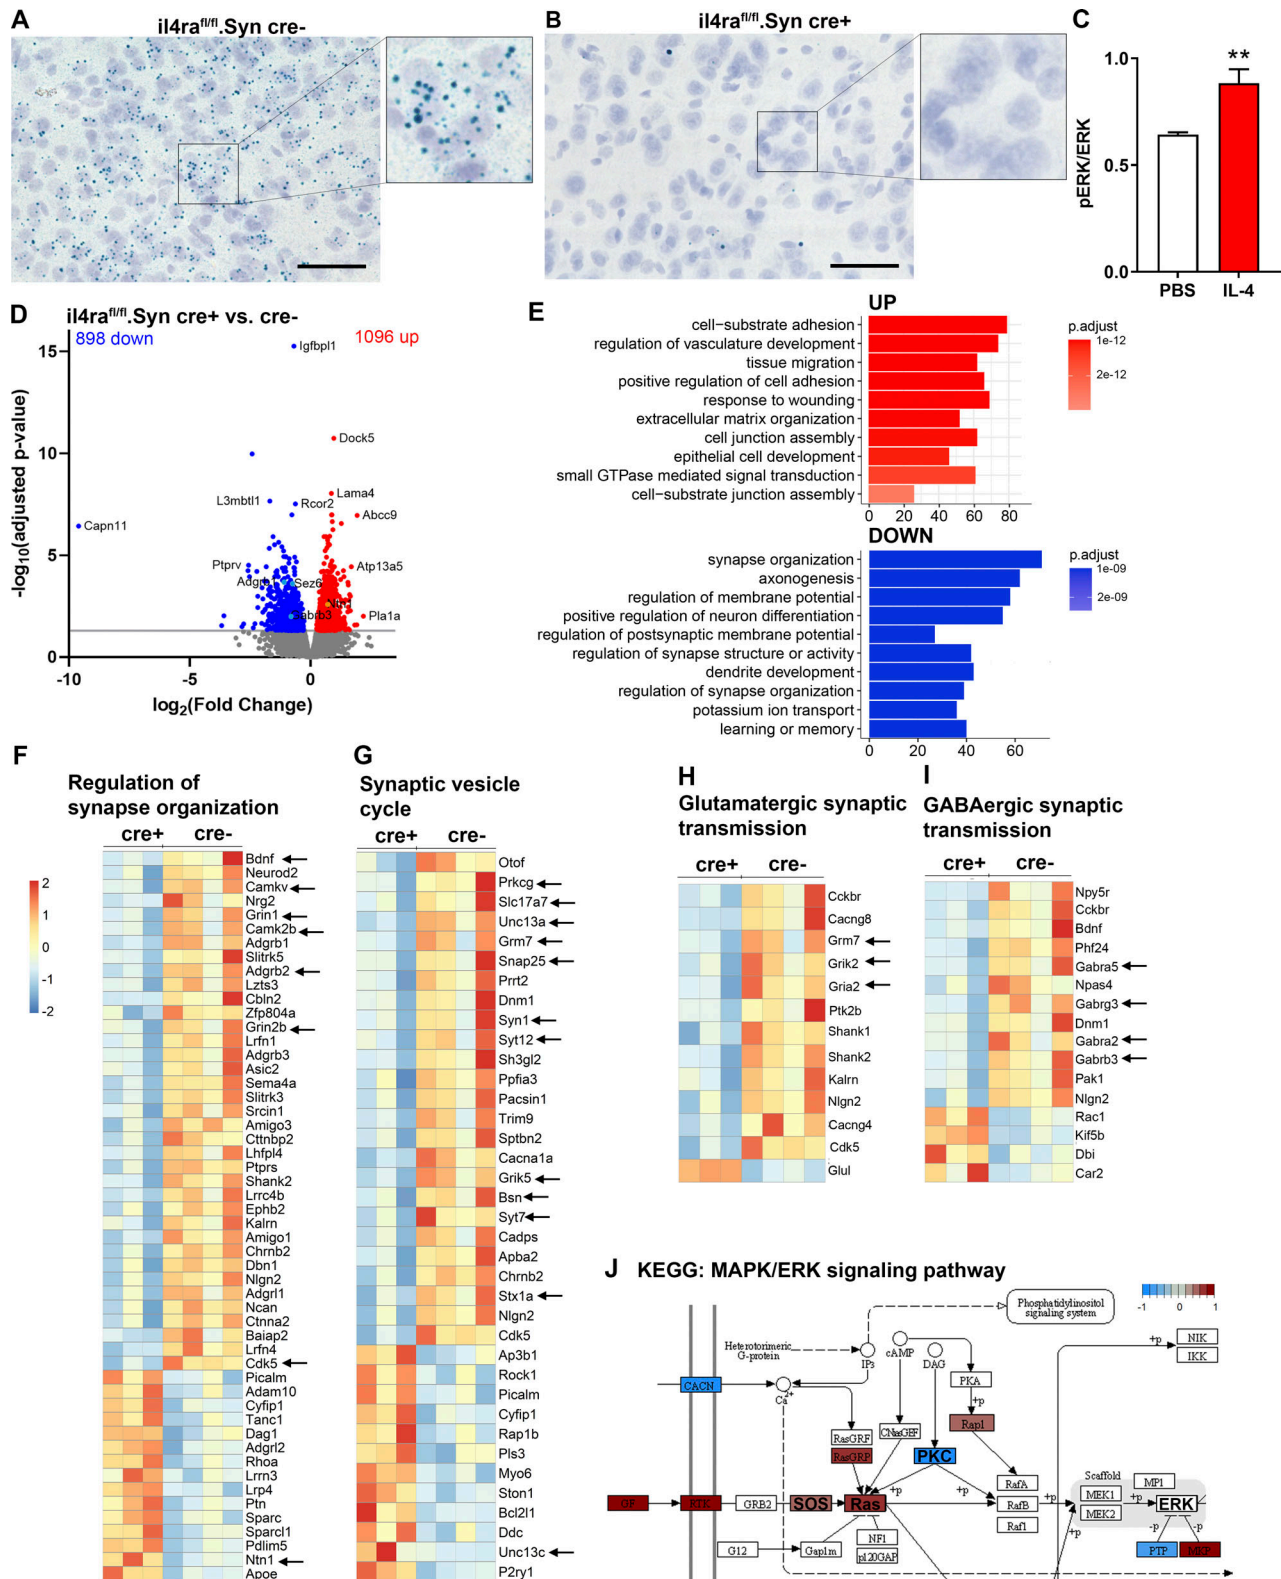 A
il4ra^fl/fl.Syn cre-
B
il4ra^fl/fl.Syn cre+
C
**
1.0
0.5
0.0
pERK/ERK
PBS
IL-4
D
il4ra^fl/fl.Syn cre+ vs. cre-
898 down
1096 up
15
10
5
0
-log10(adjusted p-value)
Igfbpl1
Dock5
L3mbtl1
Lama4
Rcor2
Abcc9
Capn11
Ptprv
Adgrb1
Sez6
Atp13a5
Ntn1
Gabrb3
Pla1a
-10
-5
0
log2(Fold Change)
E
UP
cell-substrate adhesion
regulation of vasculature development
tissue migration
positive regulation of cell adhesion
response to wounding
extracellular matrix organization
cell junction assembly
epithelial cell development
small GTPase mediated signal transduction
cell-substrate junction assembly
0 20 40 60 80
p.adjust
1e-12
2e-12
DOWN
synapse organization
axonogenesis
regulation of membrane potential
positive regulation of neuron differentiation
regulation of postsynaptic membrane potential
regulation of synapse structure or activity
dendrite development
regulation of synapse organization
potassium ion transport
learning or memory
0 20 40 60
p.adjust
1e-09
2e-09
F
Regulation of
synapse organization
cre+ cre-
2
1
0
-1
-2
Bdnf
Neurod2
Camkv
Nrg2
Grin1
Camk2b
Adgrb1
Slitrk5
Adgrb2
Lzts3
Cbln2
Zfp804a
Grin2b
Lrfn1
Adgrb3
Asic2
Sema4a
Slitrk3
Srcin1
Amigo3
Cttnbp2
Lhfpl4
Ptprs
Shank2
Lrrc4b
Ephb2
Kalrn
Amigo1
Chrnb2
Dbn1
Nlgn2
Adgrl1
Ncan
Ctnna2
Baiap2
Lrfn4
Cdk5
Picalm
Adam10
Cyfip1
Tanc1
Dag1
Adgrl2
Rhoa
Lrrn3
Lrp4
Ptn
Sparc
Sparcl1
Pdlim5
Ntn1
Apoe
G
Synaptic vesicle
cycle
cre+ cre-
Otof
Prkcg
Slc17a7
Unc13a
Grm7
Snap25
Prrt2
Dnm1
Syn1
Syt12
Sh3gl2
Ppfia3
Pacsin1
Trim9
Sptbn2
Cacna1a
Grik5
Bsn
Syt7
Cadps
Apba2
Chrnb2
Stx1a
Nlgn2
Cdk5
Ap3b1
Rock1
Picalm
Cyfip1
Rap1b
Pls3
Myo6
Ston1
Bcl2l1
Ddc
Unc13c
P2ry1
H
Glutamatergic synaptic
transmission
cre+ cre-
Cckbr
Cacng8
Grm7
Grik2
Gria2
Ptk2b
Shank1
Shank2
Kalrn
Nlgn2
Cacng4
Cdk5
Glul
I
GABAergic synaptic
transmission
cre+ cre-
Npy5r
Cckbr
Bdnf
Phf24
Gabra5
Npas4
Gabrg3
Dnm1
Gabra2
Gabrb3
Pak1
Nlgn2
Rac1
Kif5b
Dbi
Car2
J KEGG: MAPK/ERK signaling pathway
-1 0 1
Phosphatidylinositol
signaling system
Heterotorimeric
G-protein
IP3
cAMP
DAG
+p
NIK
IKK
CACN
Ca2+
PKA
+p
Rap1
RasGRF
RasGRP
CNasGEF
PKC
+p
+p
GF
RTK
GRB2
SOS
Ras
RafA
RafB
Raf1
+p
+p
Scaffold
MP1
MEK1
MEK2
+p
ERK
G12
Gap1m
NF1
p120GAP
-p
-p
PTP
MKP